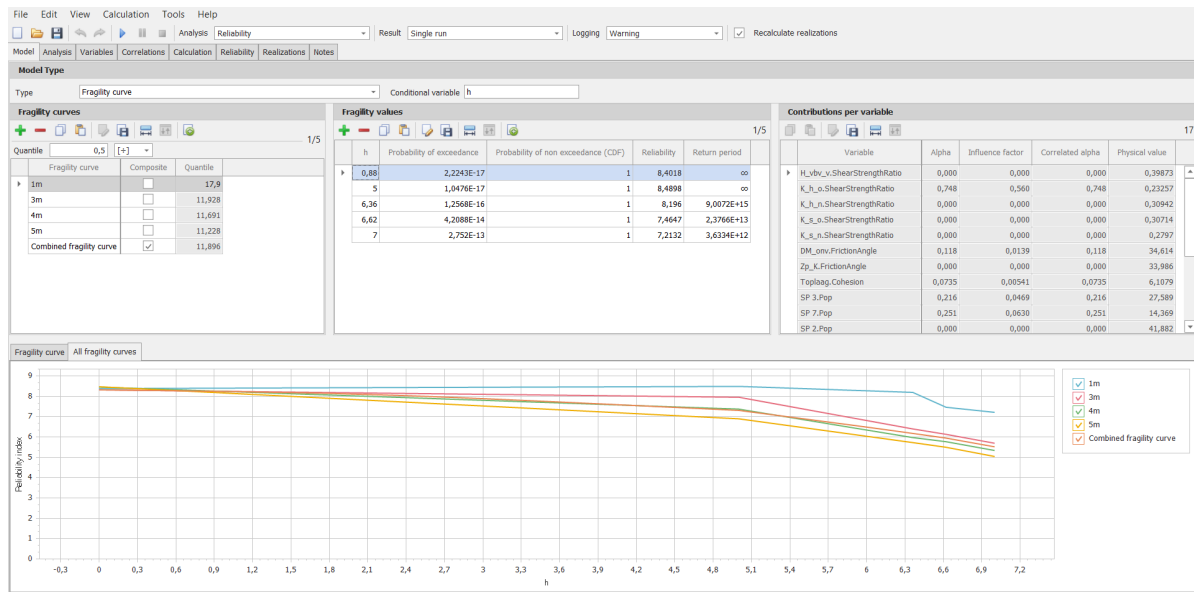 File Edit View Calculation Tools Help
Analysis Reliability Result Single run Logging Warning Recalculate realizations
Model Analysis Variables Correlations Calculation Reliability Realizations Notes
Model Type
Type Fragility curve Conditional variable h
Fragility curves
1/5
Quantile 0,5 [÷]
Fragility curve Composite Quantile
1m 17,9
3m 11,928
4m 11,691
5m 11,228
Combined fragility curve 11,896
Fragility values
1/5
h Probability of exceedance Probability of non exceedance (CDF) Reliability Return period
0,88 2,2243E-17 1 8,4018 ∞
5 1,0476E-17 1 8,4898 ∞
6,36 1,2568E-16 1 8,196 9,0072E+15
6,62 4,2088E-14 1 7,4647 2,3766E+13
7 2,752E-13 1 7,2132 3,6334E+12
Contributions per variable
17
Variable Alpha Influence factor Correlated alpha Physical value
H_vbv_v.ShearStrengthRatio 0,000 0,000 0,000 0,39873
K_h_o.ShearStrengthRatio 0,748 0,560 0,748 0,23257
K_h_n.ShearStrengthRatio 0,000 0,000 0,000 0,30942
K_s_o.ShearStrengthRatio 0,000 0,000 0,000 0,30714
K_s_n.ShearStrengthRatio 0,000 0,000 0,000 0,2797
DM_onv.FrictionAngle 0,118 0,0139 0,118 34,614
Zp_K.FrictionAngle 0,000 0,000 0,000 33,986
Toplaag.Cohesion 0,0735 0,00541 0,0735 6,1079
SP 3.Pop 0,216 0,0469 0,216 27,589
SP 7.Pop 0,251 0,0630 0,251 14,369
SP 2.Pop 0,000 0,000 0,000 41,882
Fragility curve All fragility curves
Reliability index
9
8
7
6
5
4
3
2
1
0
-0,3 0 0,3 0,6 0,9 1,2 1,5 1,8 2,1 2,4 2,7 3 3,3 3,6 3,9 4,2 4,5 4,8 5,1 5,4 5,7 6 6,3 6,6 6,9 7,2
h
1m
3m
4m
5m
Combined fragility curve